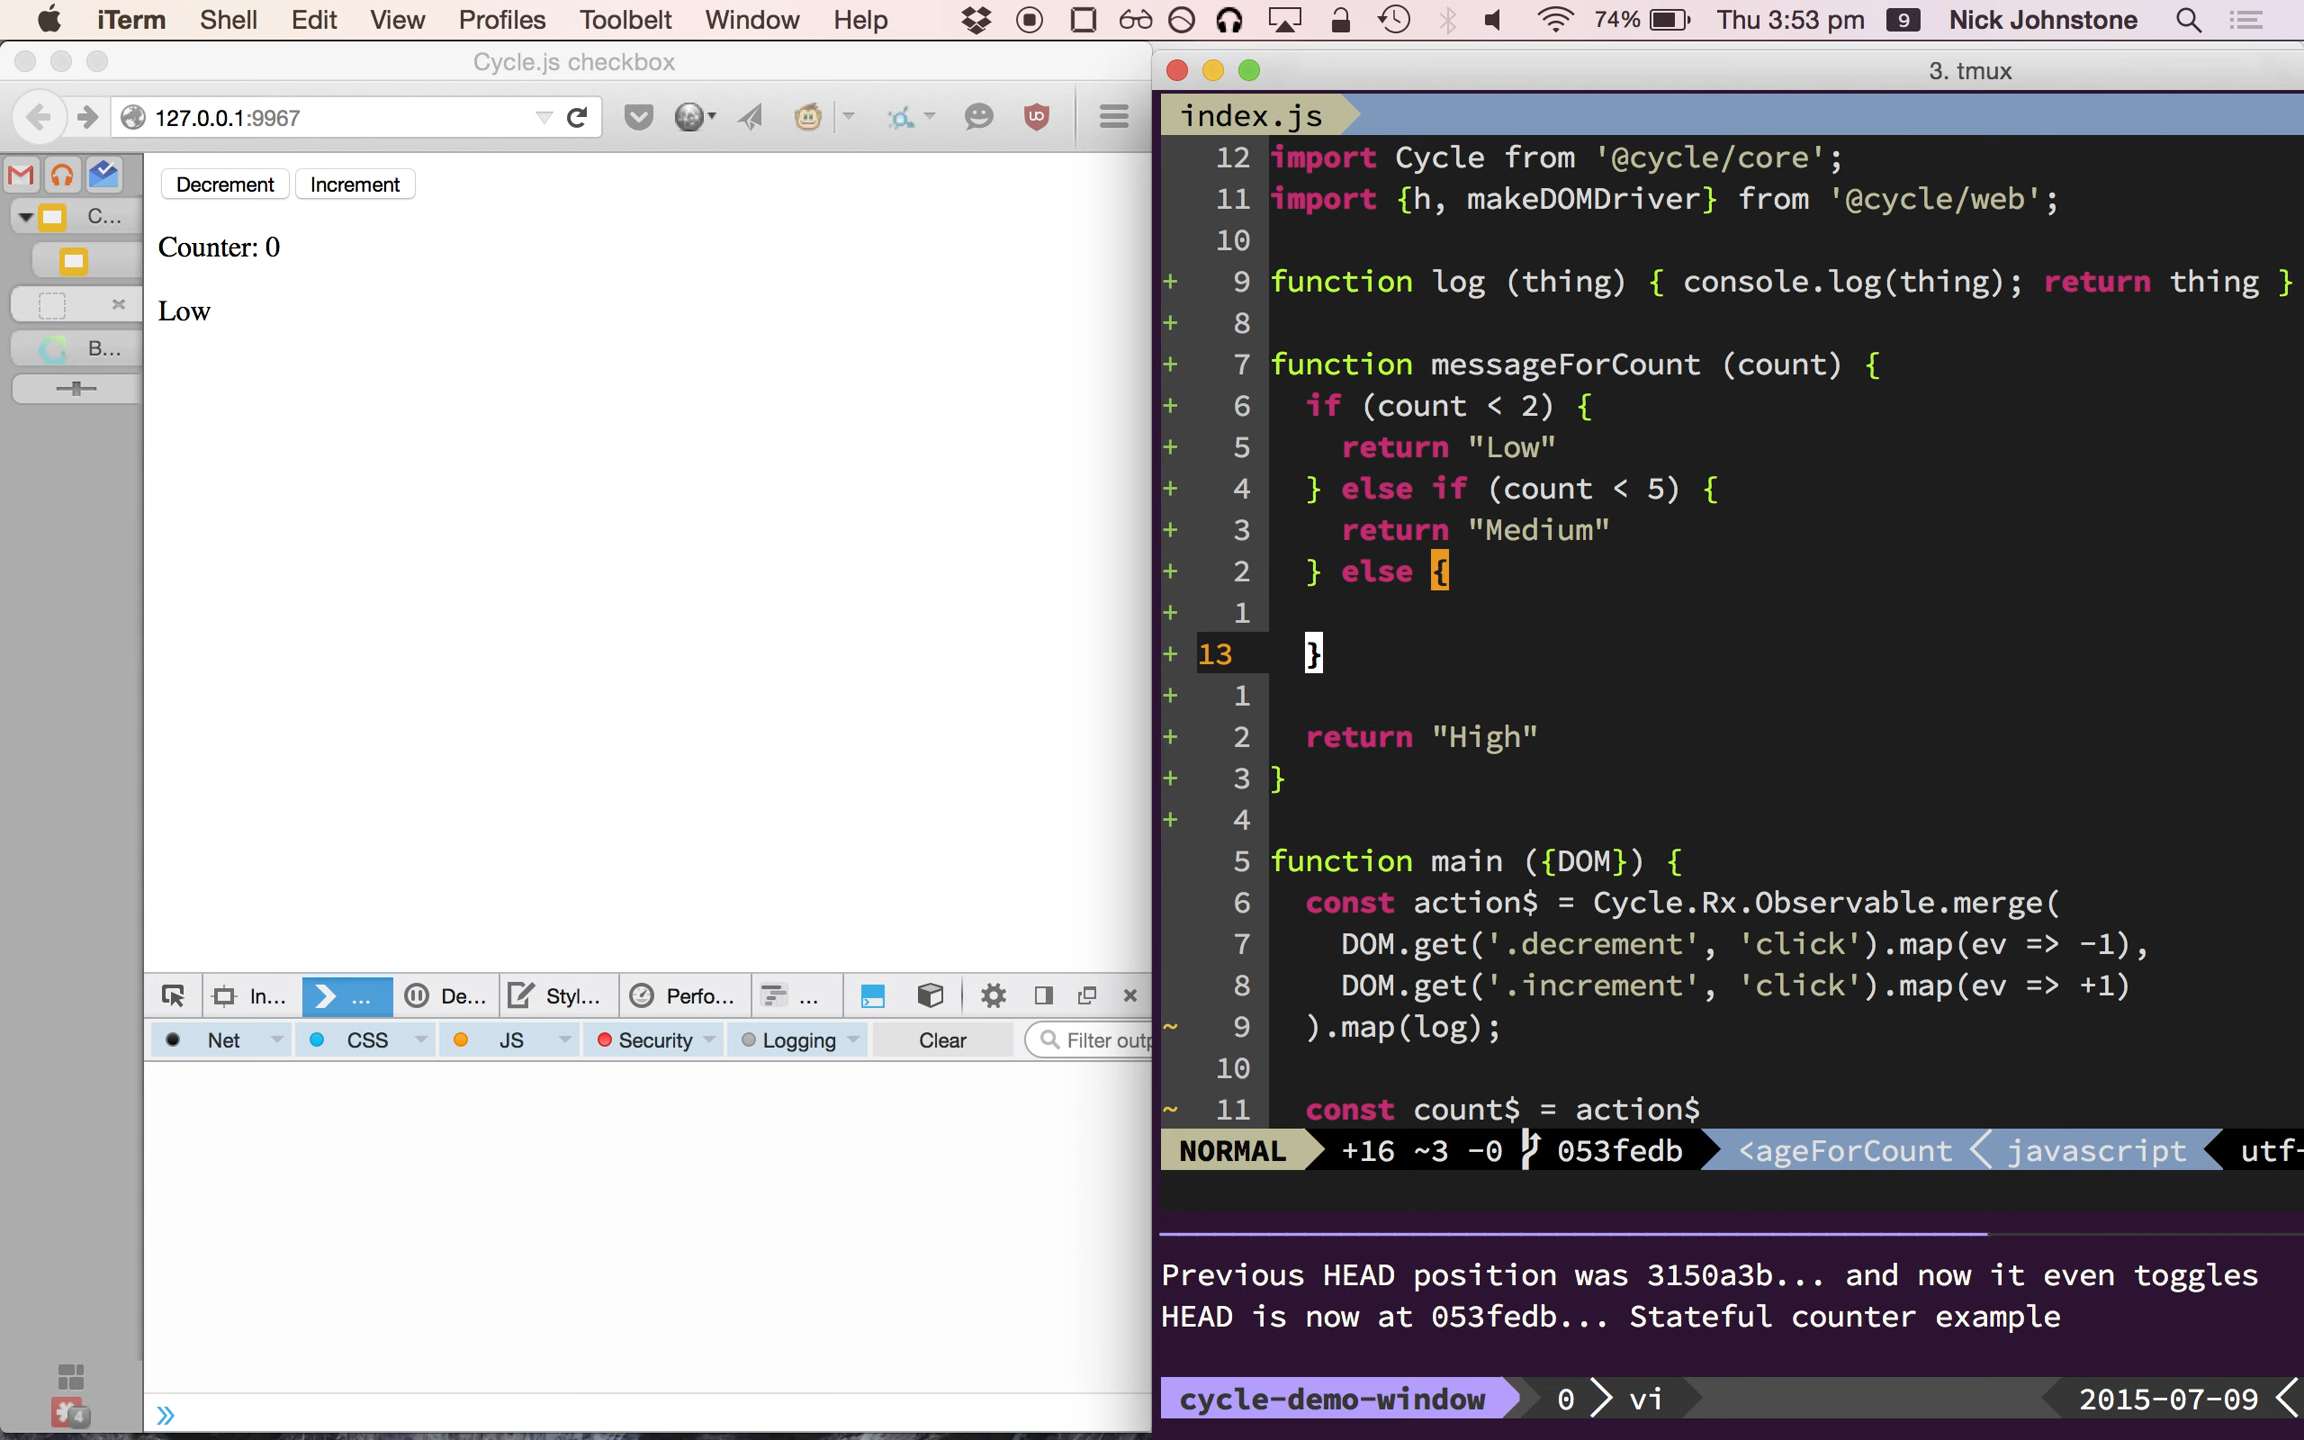 iTerm Shell Edit View Profiles Toolbelt Window Help 74% Thu 3:53 pm 9 Nick Johnstone
Cycle.js checkbox
127.0.0.1:9967
C...
B...
4
Decrement Increment
Counter: 0
Low
In... ... De... Styl... Perfo... ...
Net CSS JS Security Logging Clear Filter outp
»
3. tmux
index.js
12 import Cycle from '@cycle/core';
11 import {h, makeDOMDriver} from '@cycle/web';
10
+ 9 function log (thing) { console.log(thing); return thing }
+ 8
+ 7 function messageForCount (count) {
+ 6 if (count < 2) {
+ 5 return "Low"
+ 4 } else if (count < 5) {
+ 3 return "Medium"
+ 2 } else {
+ 1
+ 13 }
+ 1
+ 2 return "High"
+ 3 }
+ 4
5 function main ({DOM}) {
6 const action$ = Cycle.Rx.Observable.merge(
7 DOM.get('.decrement', 'click').map(ev => -1),
8 DOM.get('.increment', 'click').map(ev => +1)
~ 9 ).map(log);
10
~ 11 const count$ = action$
NORMAL +16 ~3 -0 053fedb <ageForCount javascript utf-
Previous HEAD position was 3150a3b... and now it even toggles
HEAD is now at 053fedb... Stateful counter example
cycle-demo-window 0 vi 2015-07-09